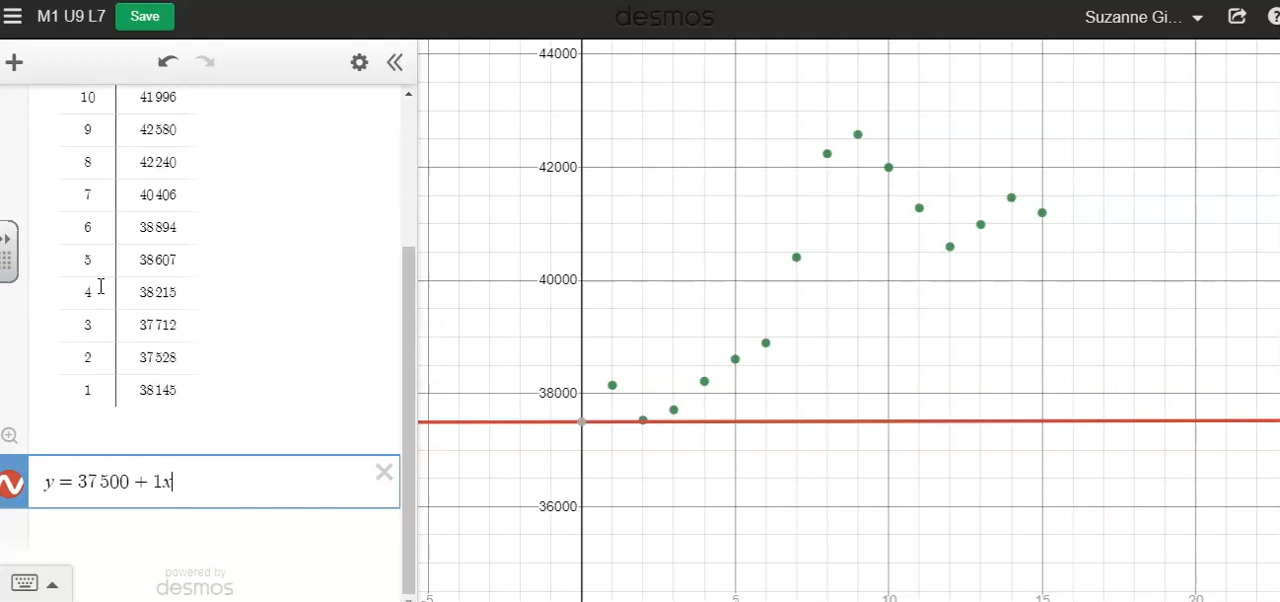 M1 U9 L7
Save
desmos
Suzanne Gi...
10 41996
9 42580
8 42240
7 40406
6 38894
5 38607
4 38215
3 37712
2 37528
1 38145
y = 37500 + 1x
powered by
desmos
44000
42000
40000
38000
36000
-5 5 10 15 20